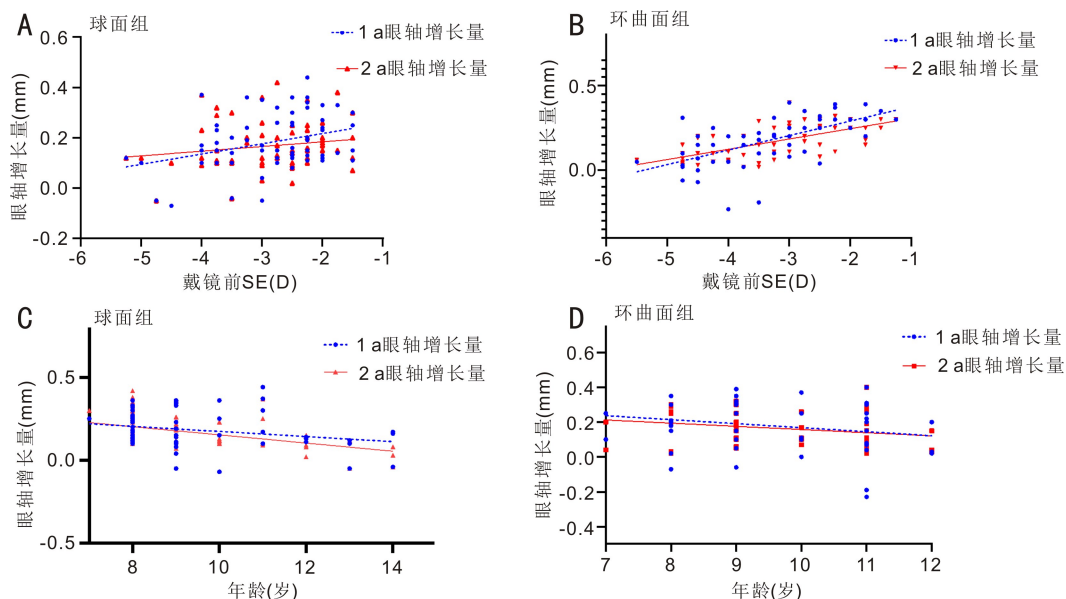 A 球面组
1 a眼轴增长量
2 a眼轴增长量
眼轴增长量(mm)
0.6
0.4
0.2
0.0
-0.2
-6 -5 -4 -3 -2 -1
戴镜前SE(D)
B 环曲面组
1 a眼轴增长量
2 a眼轴增长量
眼轴增长量(mm)
0.5
0.0
-6 -5 -4 -3 -2 -1
戴镜前SE(D)
C 球面组
1 a眼轴增长量
2 a眼轴增长量
眼轴增长量(mm)
0.5
0.0
-0.5
8 10 12 14
年龄(岁)
D 环曲面组
1 a眼轴增长量
2 a眼轴增长量
眼轴增长量(mm)
0.6
0.4
0.2
0.0
-0.2
-0.4
7 8 9 10 11 12
年龄(岁)